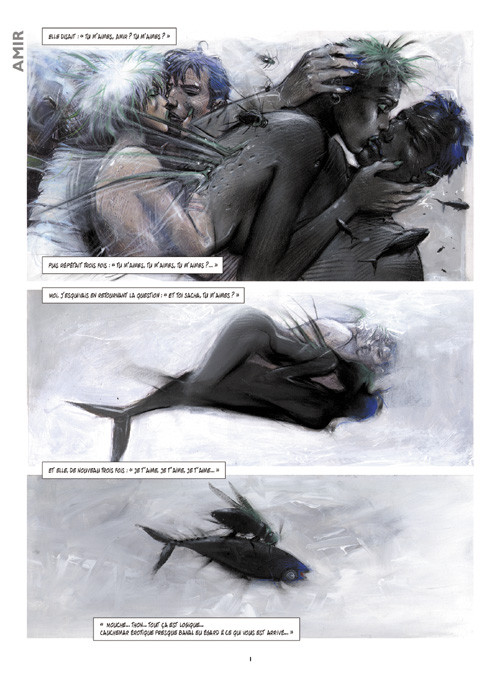 AMIR
ELLE DISAIT : « TU M'AIMES, AMIR ? TU M'AIMES ? »
PUIS RÉPÉTAIT TROIS FOIS : « TU M'AIMES, TU M'AIMES, TU M'AIMES ?... »
MOI, J'ESQUIVAIS EN RETOURNANT LA QUESTION : « ET TOI SACHA, TU M'AIMES ? »
ET ELLE, DE NOUVEAU TROIS FOIS : « JE T'AIME, JE T'AIME, JE T'AIME... »
« MOUCHE... THON... TOUT ÇA EST LOGIQUE...
CAUCHEMAR ÉROTIQUE PRESQUE BANAL EU ÉGARD À CE QUI VOUS EST ARRIVÉ... »
1